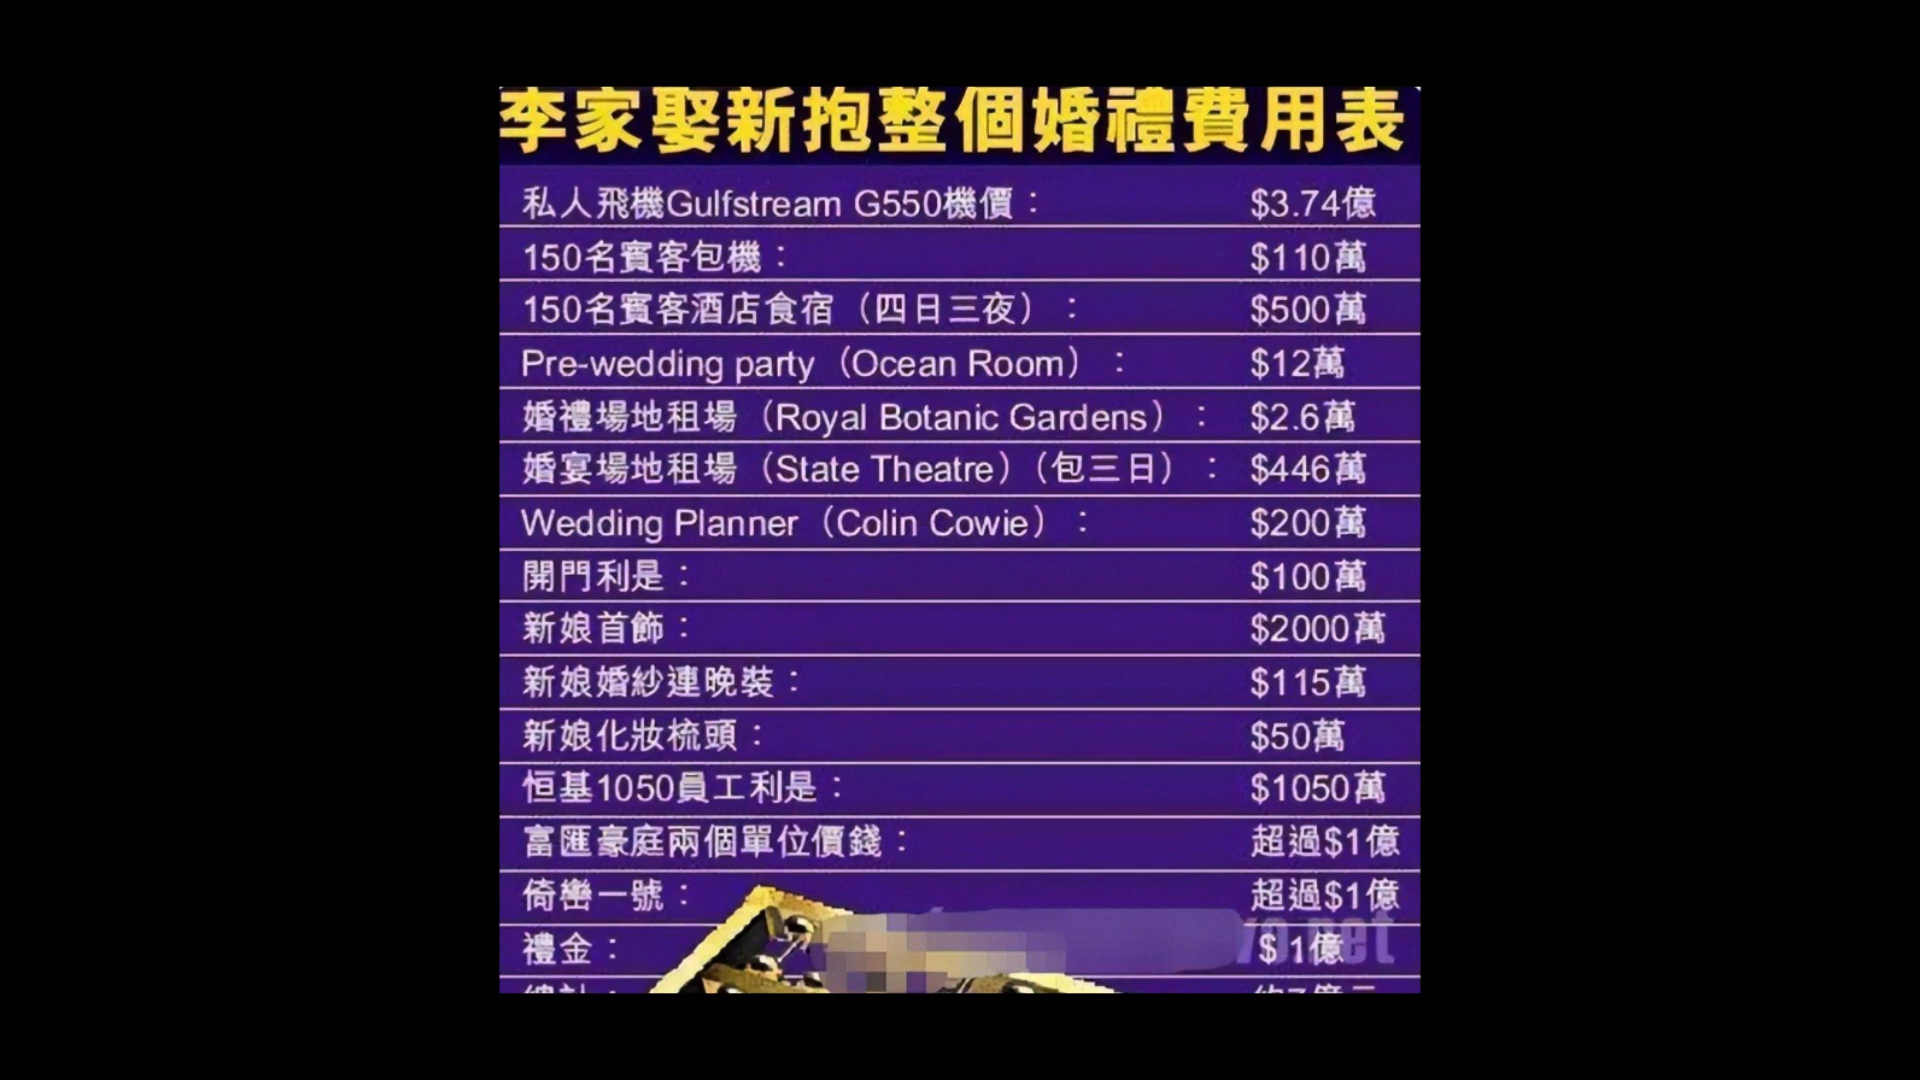 李家娶新抱整個婚禮費用表
私人飛機Gulfstream G550機價： $3.74億
150名賓客包機： $110萬
150名賓客酒店食宿（四日三夜）： $500萬
Pre-wedding party（Ocean Room）： $12萬
婚禮場地租場（Royal Botanic Gardens）： $2.6萬
婚宴場地租場（State Theatre）（包三日）： $446萬
Wedding Planner（Colin Cowie）： $200萬
開門利是： $100萬
新娘首飾： $2000萬
新娘婚紗連晚裝： $115萬
新娘化妝梳頭： $50萬
恒基1050員工利是： $1050萬
富匯豪庭兩個單位價錢： 超過$1億
倚巒一號： 超過$1億
禮金： $1億